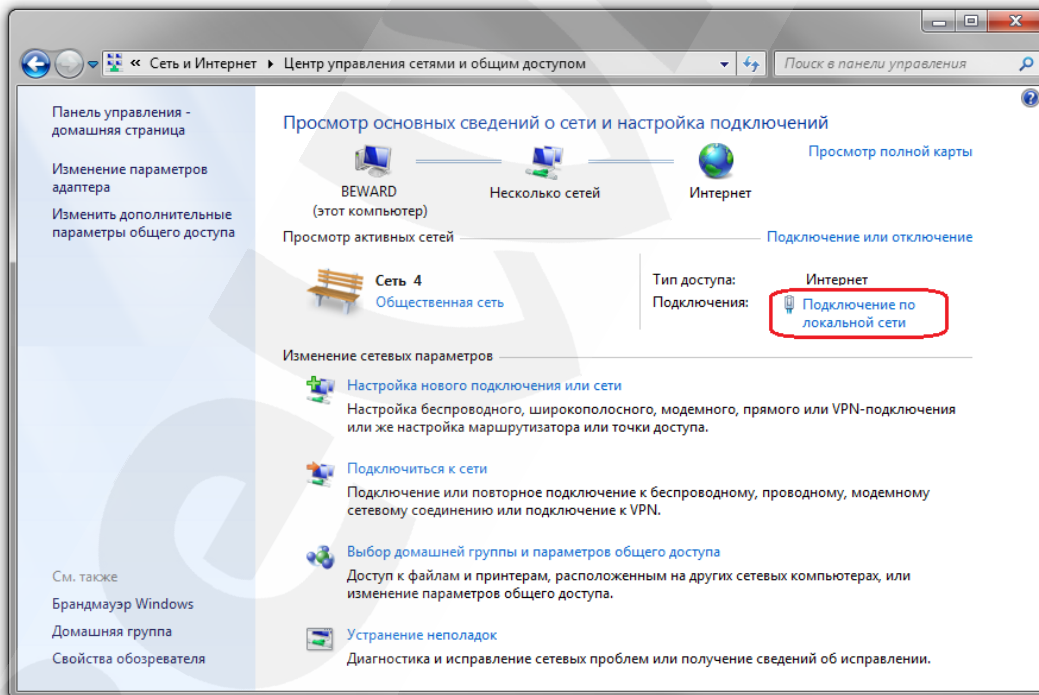 « Сеть и Интернет ▸ Центр управления сетями и общим доступом
Поиск в панели управления
Панель управления -
домашняя страница
Изменение параметров
адаптера
Изменить дополнительные
параметры общего доступа
Просмотр основных сведений о сети и настройка подключений
Просмотр полной карты
BEWARD
(этот компьютер)
Несколько сетей
Интернет
Просмотр активных сетей
Подключение или отключение
Сеть 4
Общественная сеть
Тип доступа: Интернет
Подключения: Подключение по
локальной сети
Изменение сетевых параметров
Настройка нового подключения или сети
Настройка беспроводного, широкополосного, модемного, прямого или VPN-подключения
или же настройка маршрутизатора или точки доступа.
Подключиться к сети
Подключение или повторное подключение к беспроводному, проводному, модемному
сетевому соединению или подключение к VPN.
Выбор домашней группы и параметров общего доступа
Доступ к файлам и принтерам, расположенным на других сетевых компьютерах, или
изменение параметров общего доступа.
Устранение неполадок
Диагностика и исправление сетевых проблем или получение сведений об исправлении.
См. также
Брандмауэр Windows
Домашняя группа
Свойства обозревателя